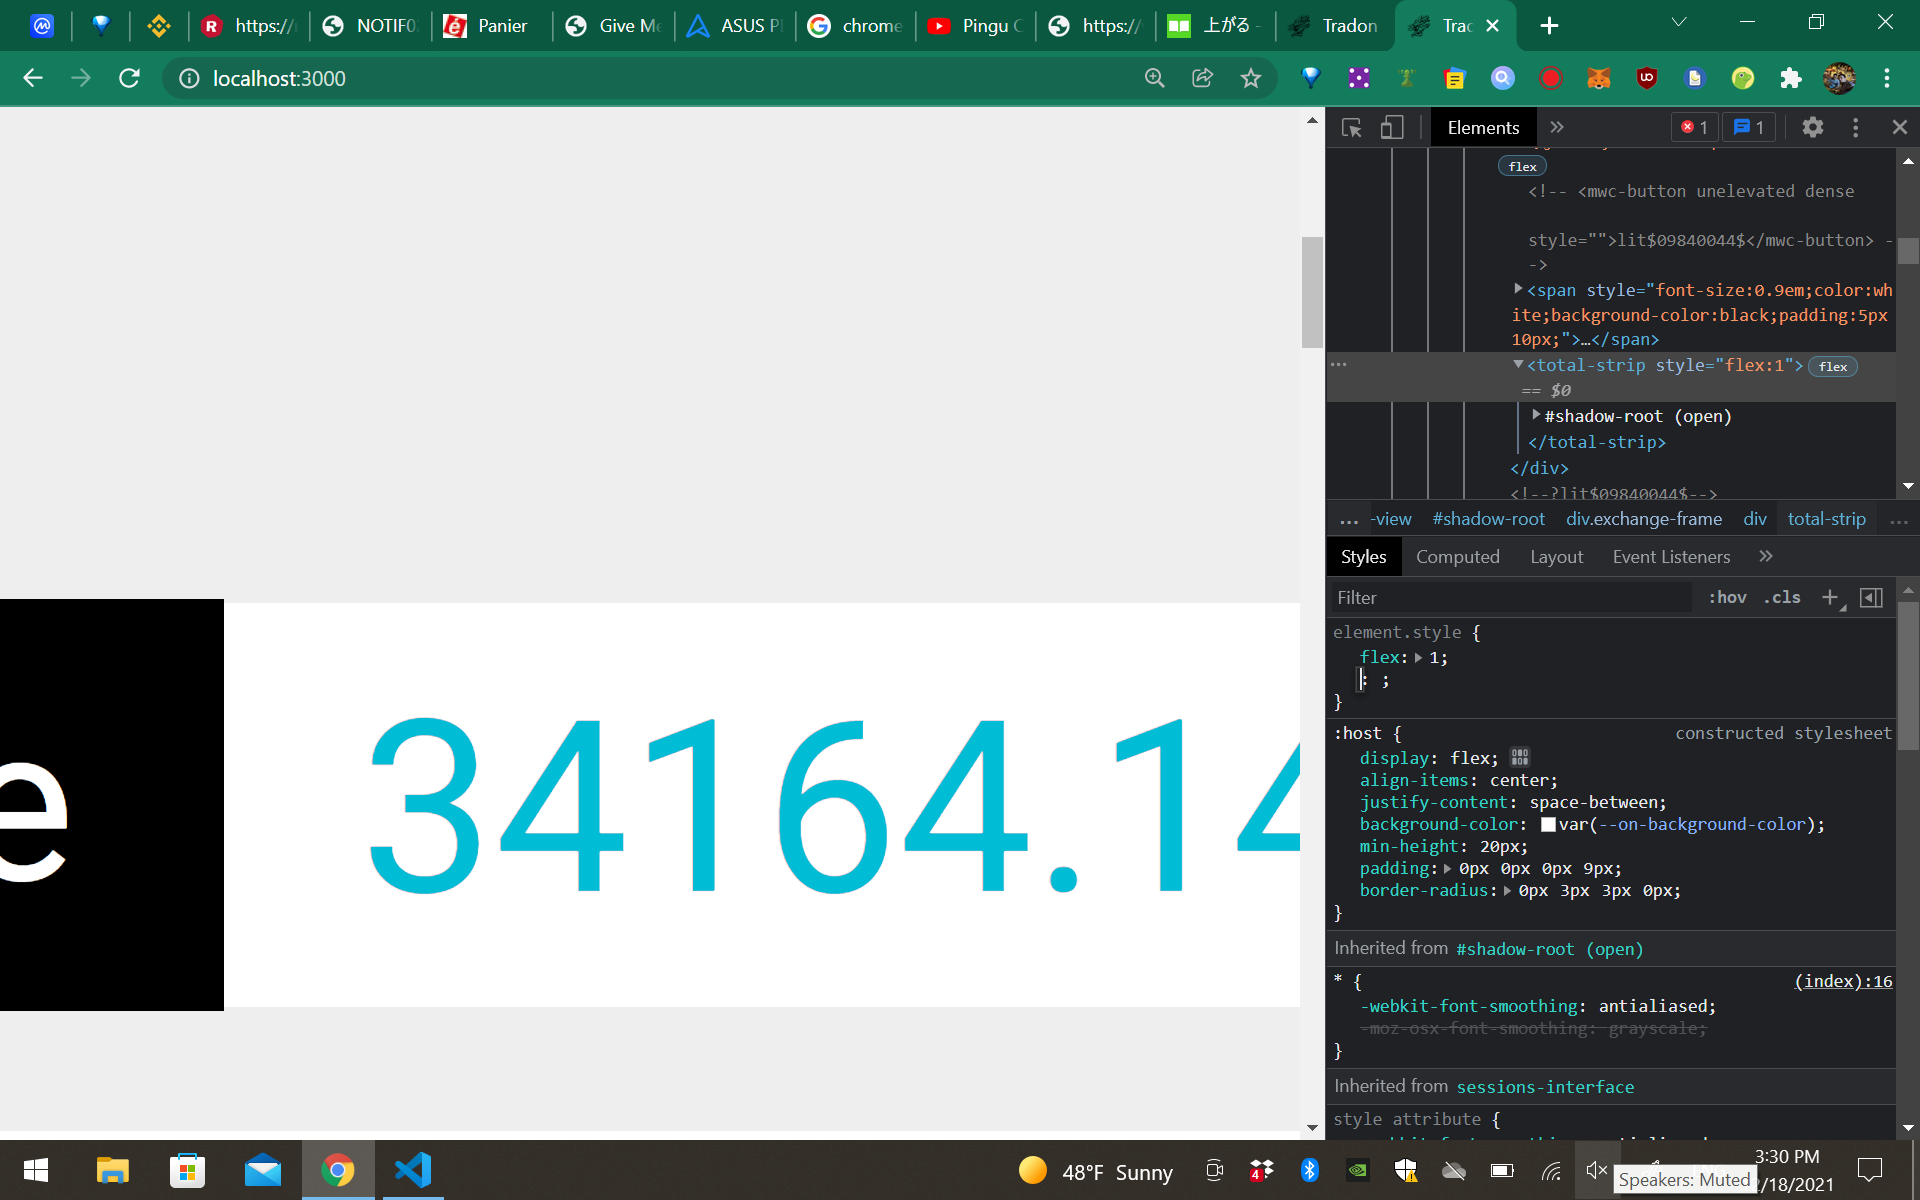 https://
NOTIF0
Panier
Give Me
ASUS P
chrome
Pingu C
https://
上がる -
Tradon
Trad
localhost:3000
Elements
1
1
flex
<!-- <mwc-button unelevated dense
style="">lit$09840044$</mwc-button> -
->
<span style="font-size:0.9em;color:wh
ite;background-color:black;padding:5px
10px;">…</span>
<total-strip style="flex:1"> flex
== $0
#shadow-root (open)
</total-strip>
</div>
<!--?lit$09840044$-->
... -view #shadow-root div.exchange-frame div total-strip ...
Styles Computed Layout Event Listeners
Filter :hov .cls
element.style {
flex: 1;
: ;
}
:host { constructed stylesheet
display: flex;
align-items: center;
justify-content: space-between;
background-color: var(--on-background-color);
min-height: 20px;
padding: 0px 0px 0px 9px;
border-radius: 0px 3px 3px 0px;
}
Inherited from #shadow-root (open)
* { (index):16
-webkit-font-smoothing: antialiased;
-moz-osx-font-smoothing: grayscale;
}
Inherited from sessions-interface
style attribute {
e
34164.14
48°F Sunny
4
3:30 PM
2/18/2021
Speakers: Muted